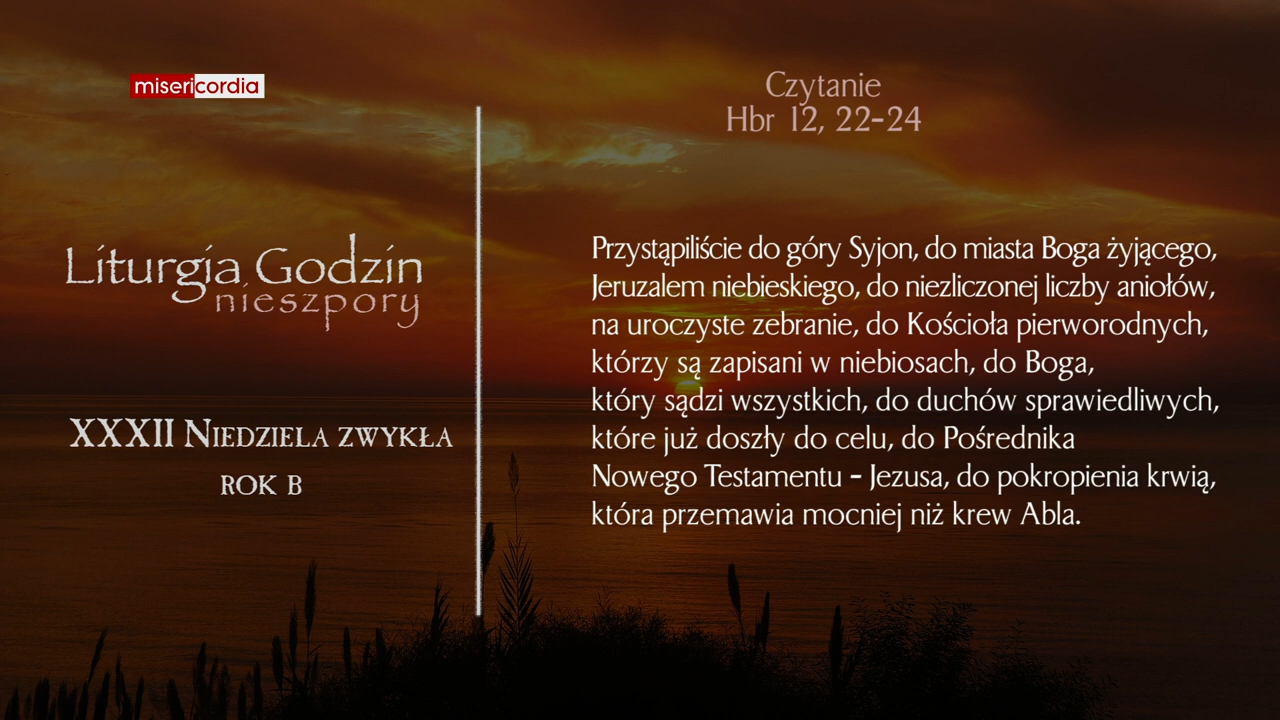 misericordia
Liturgia Godzin
nieszpory
XXXII Niedziela zwykła
rok B
Czytanie
Hbr 12, 22-24
Przystąpiliście do góry Syjon, do miasta Boga żyjącego,
Jeruzalem niebieskiego, do niezliczonej liczby aniołów,
na uroczyste zebranie, do Kościoła pierworodnych,
którzy są zapisani w niebiosach, do Boga,
który sądzi wszystkich, do duchów sprawiedliwych,
które już doszły do celu, do Pośrednika
Nowego Testamentu - Jezusa, do pokropienia krwią,
która przemawia mocniej niż krew Abla.